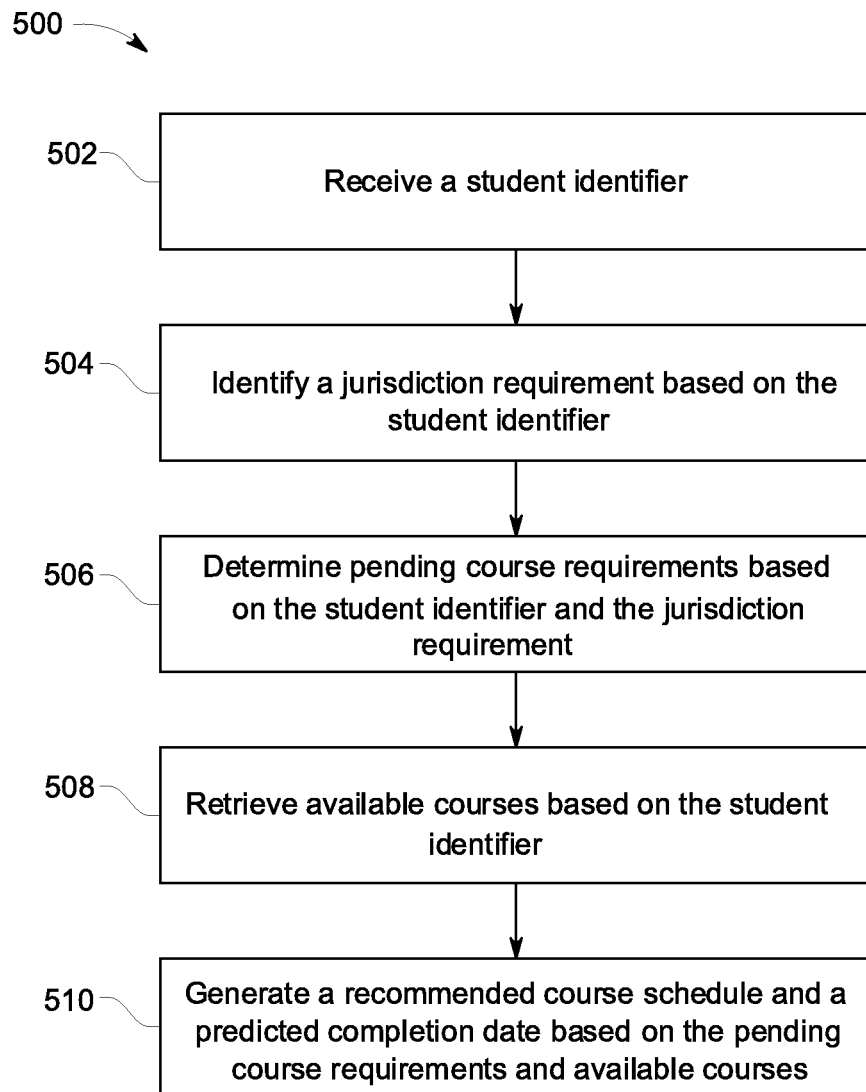 500
502
Receive a student identifier
504
Identify a jurisdiction requirement based on the
student identifier
506
Determine pending course requirements based
on the student identifier and the jurisdiction
requirement
508
Retrieve available courses based on the student
identifier
510
Generate a recommended course schedule and a
predicted completion date based on the pending
course requirements and available courses